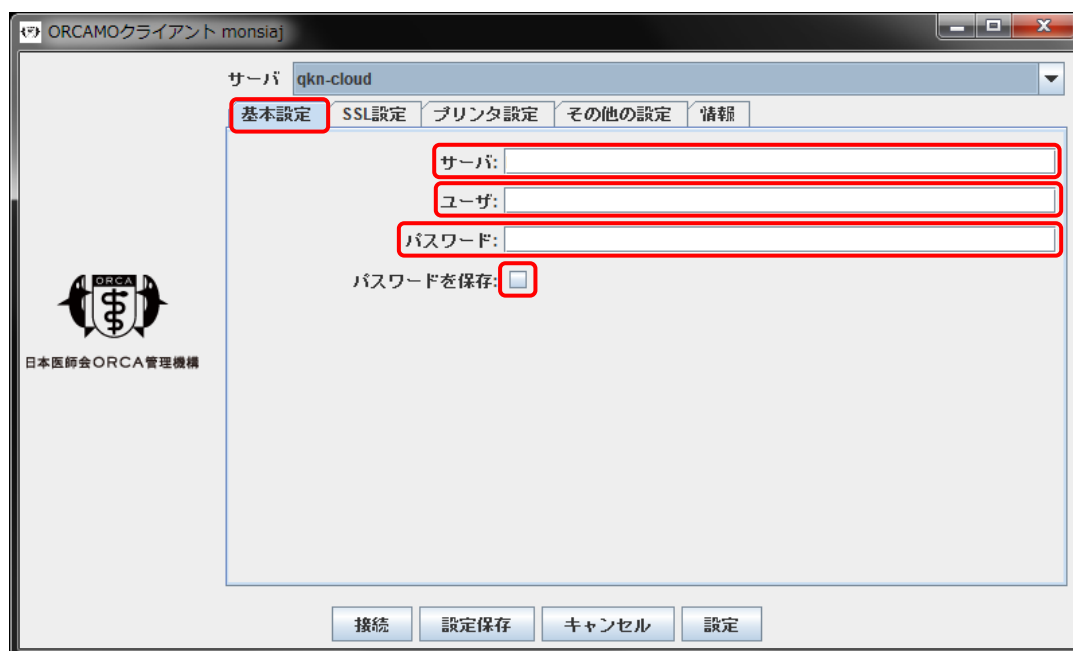 ORCAMOクライアント monsiaj
サーバ qkn-cloud
基本設定 SSL設定 プリンタ設定 その他の設定 情報
サーバ:
ユーザ:
パスワード:
パスワードを保存:
ORCA
日本医師会ORCA管理機構
接続 設定保存 キャンセル 設定